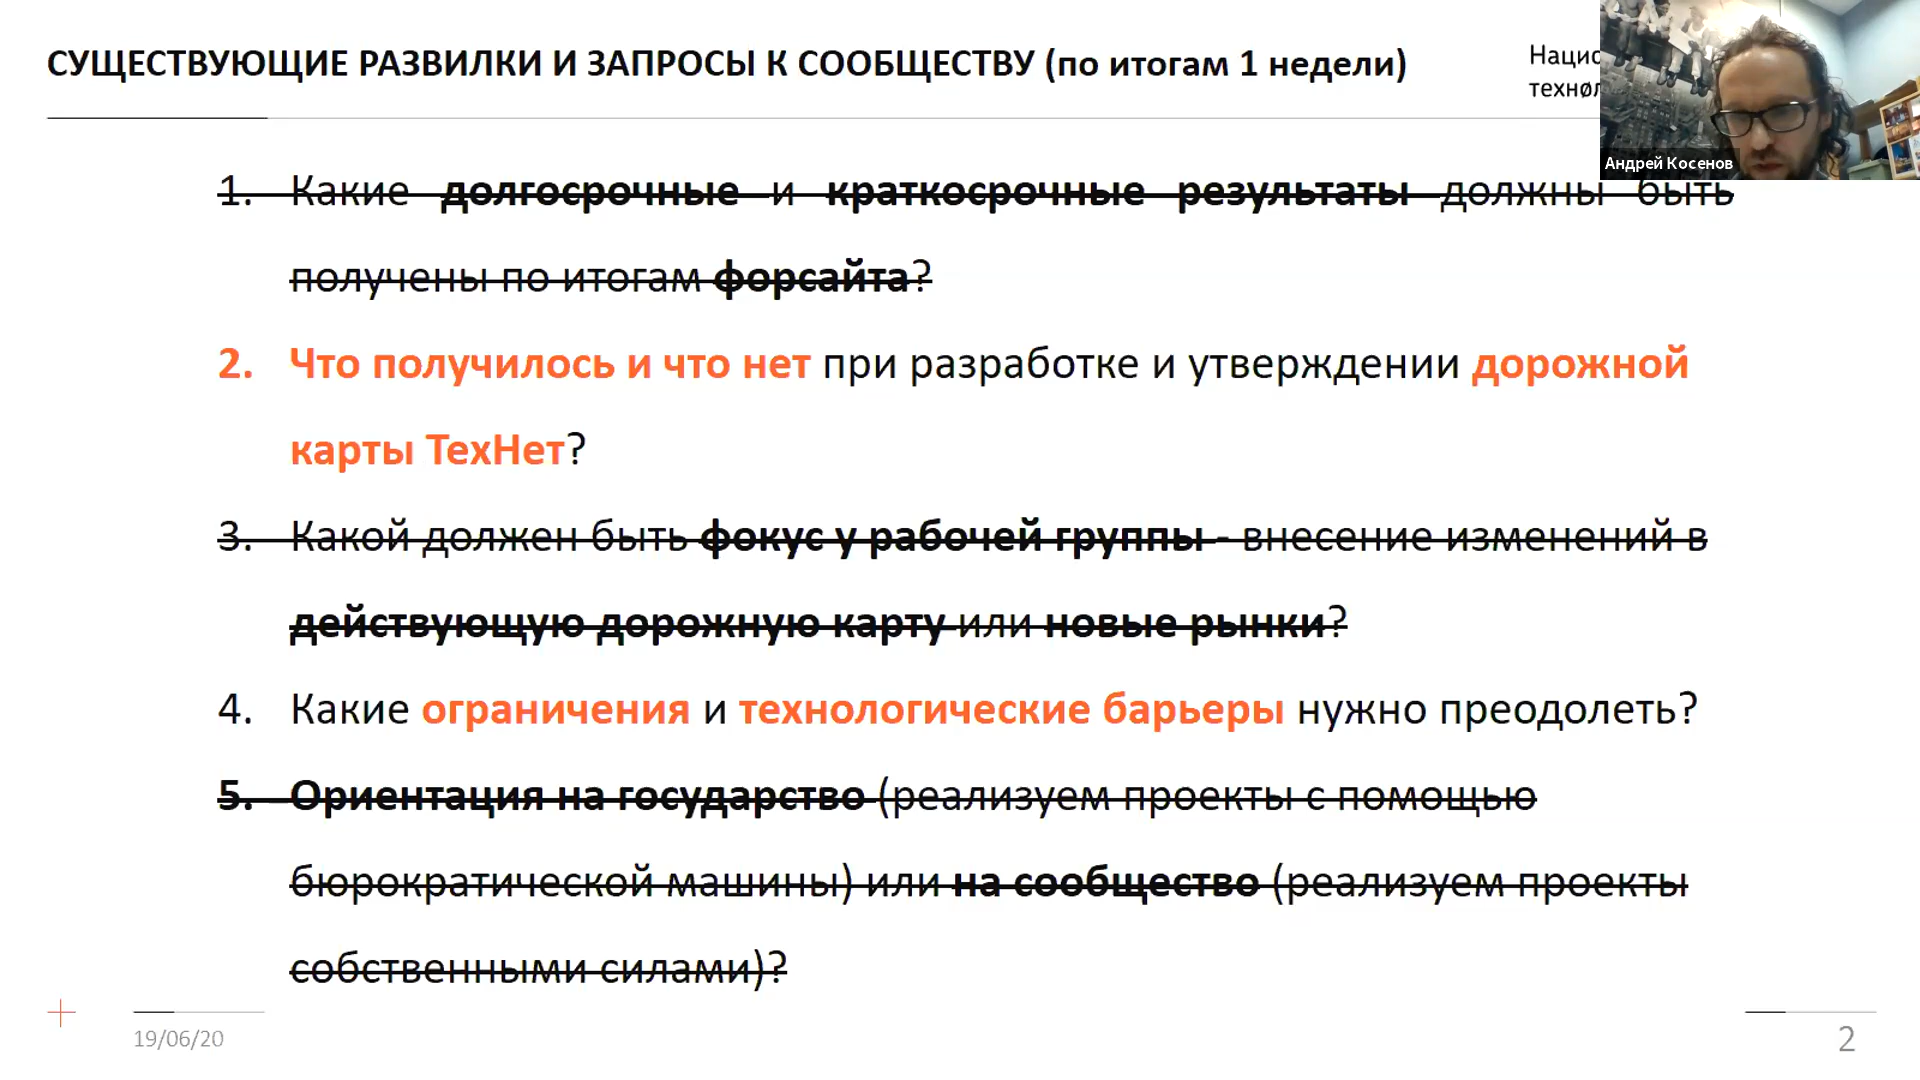 СУЩЕСТВУЮЩИЕ РАЗВИЛКИ И ЗАПРОСЫ К СООБЩЕСТВУ (по итогам 1 недели)
Андрей Косенов
1. Какие долгосрочные и краткосрочные результаты должны быть
получены по итогам форсайта?
2. Что получилось и что нет при разработке и утверждении дорожной
карты ТехНет?
3. Какой должен быть фокус у рабочей группы - внесение изменений в
действующую дорожную карту или новые рынки?
4. Какие ограничения и технологические барьеры нужно преодолеть?
5. Ориентация на государство (реализуем проекты с помощью
бюрократической машины) или на сообщество (реализуем проекты
собственными силами)?
19/06/20
2